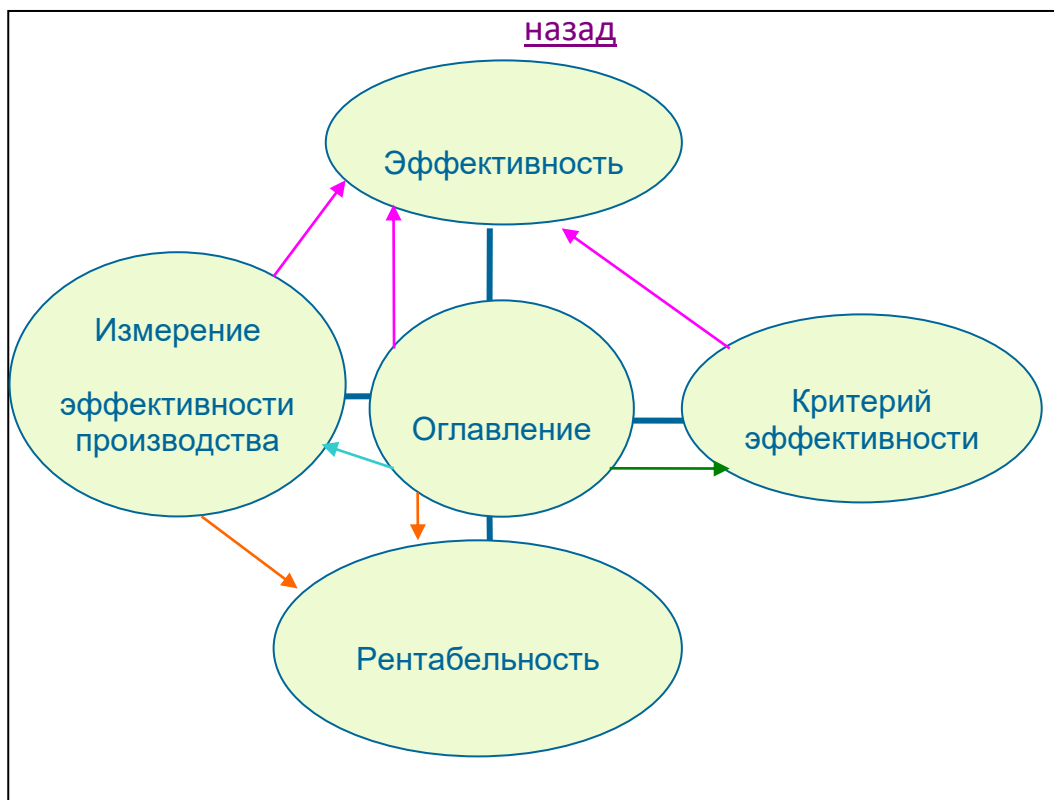 назад
Эффективность
Измерение
эффективности
производства
Оглавление
Критерий
эффективности
Рентабельность